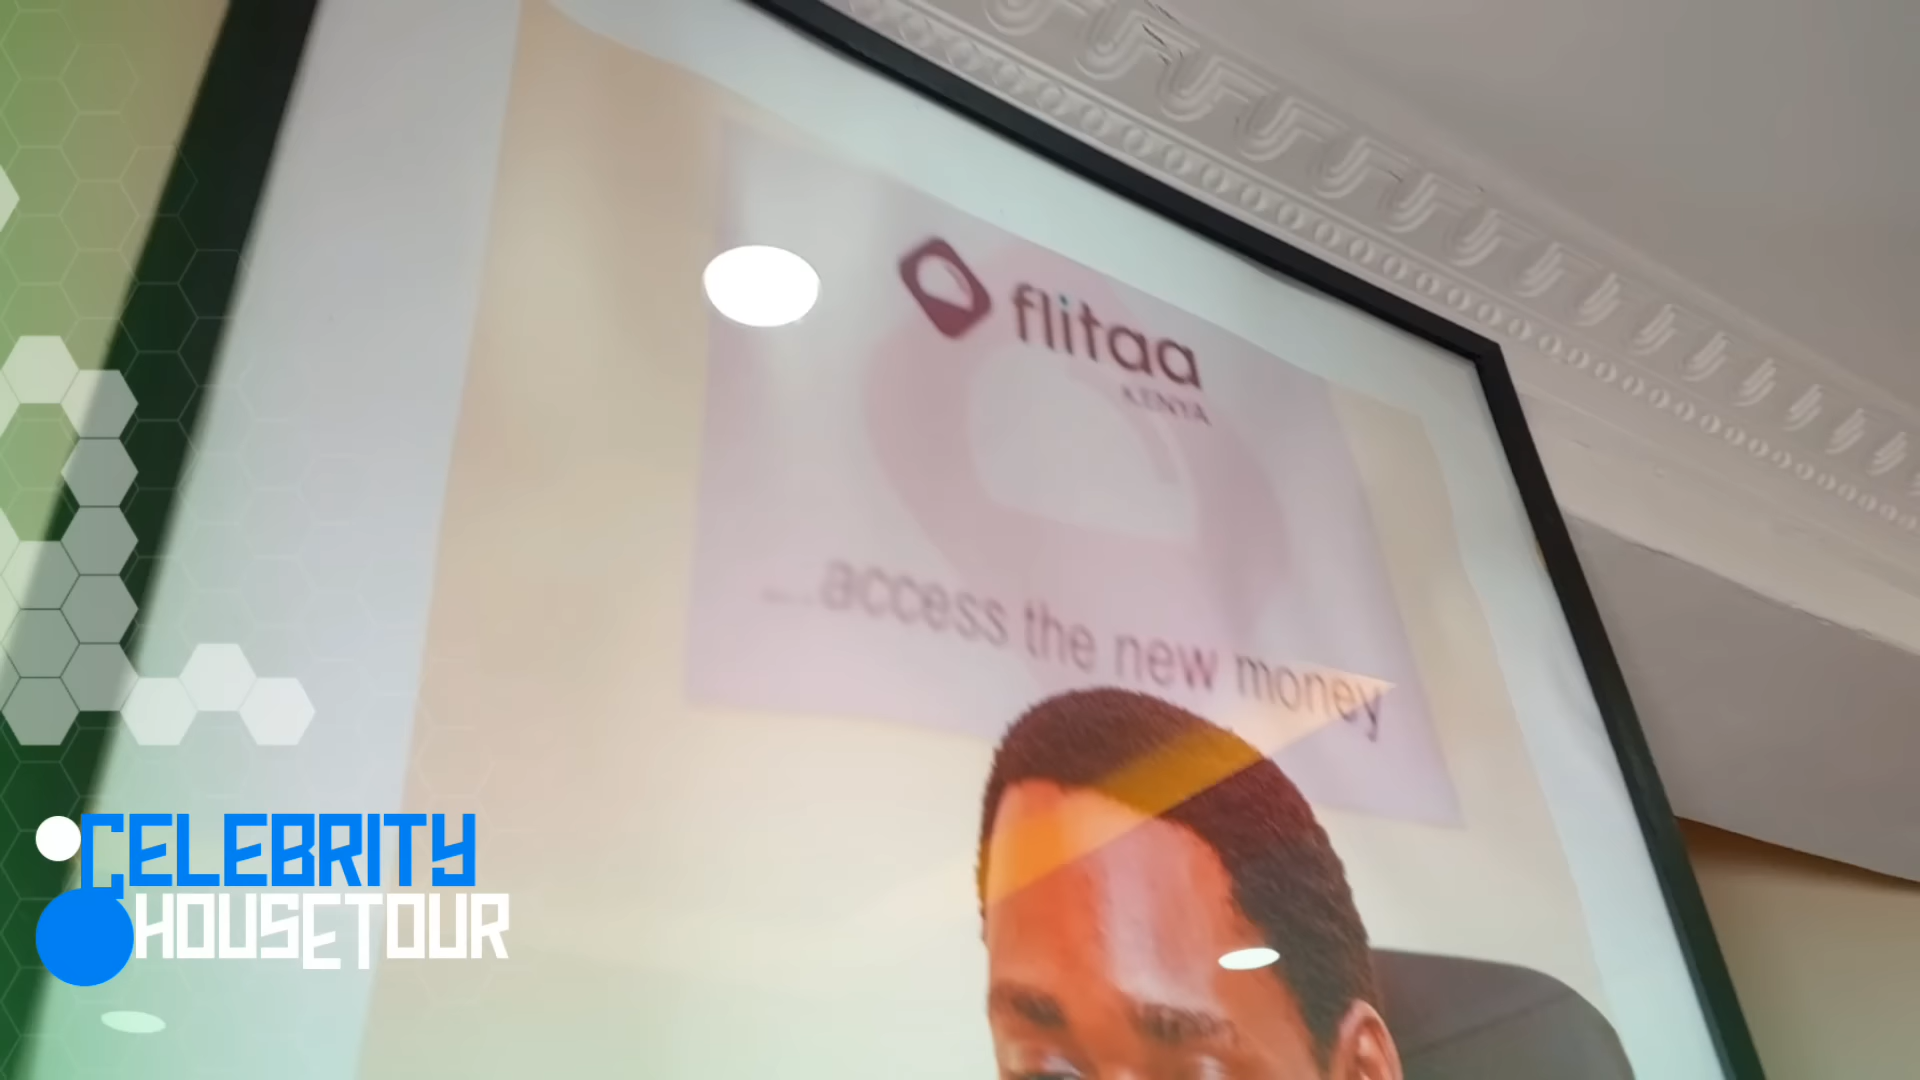 flitaa
KENYA
...access the new money
CELEBRITY
HOUSETOUR